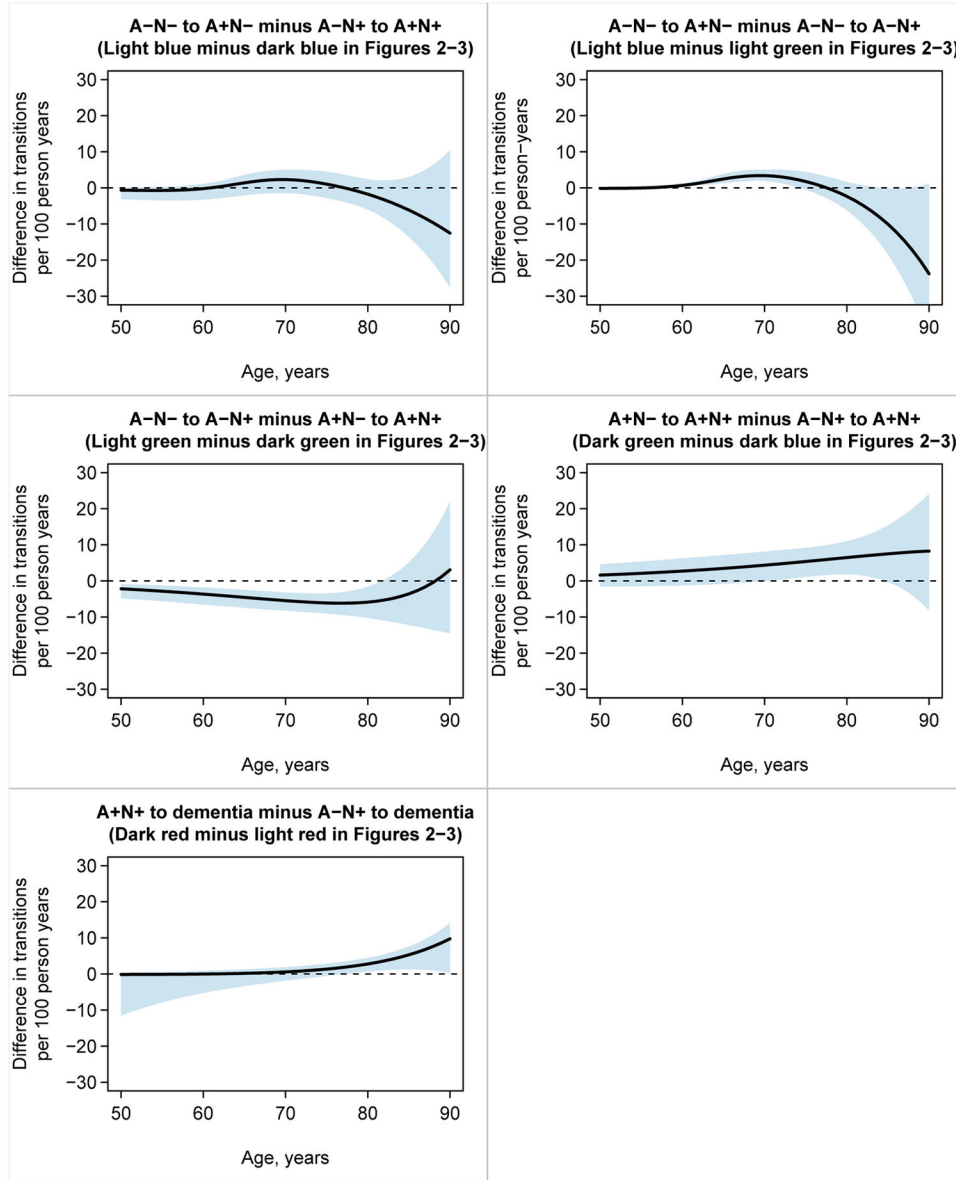 A−N− to A+N− minus A−N+ to A+N+
(Light blue minus dark blue in Figures 2−3)
Difference in transitions
per 100 person years
30
20
10
0
−10
−20
−30
50 60 70 80 90
Age, years
A−N− to A+N− minus A−N− to A−N+
(Light blue minus light green in Figures 2−3)
Difference in transitions
per 100 person−years
30
20
10
0
−10
−20
−30
50 60 70 80 90
Age, years
A−N− to A−N+ minus A+N− to A+N+
(Light green minus dark green in Figures 2−3)
Difference in transitions
per 100 person years
30
20
10
0
−10
−20
−30
50 60 70 80 90
Age, years
A+N− to A+N+ minus A−N+ to A+N+
(Dark green minus dark blue in Figures 2−3)
Difference in transitions
per 100 person years
30
20
10
0
−10
−20
−30
50 60 70 80 90
Age, years
A+N+ to dementia minus A−N+ to dementia
(Dark red minus light red in Figures 2−3)
Difference in transitions
per 100 person years
30
20
10
0
−10
−20
−30
50 60 70 80 90
Age, years